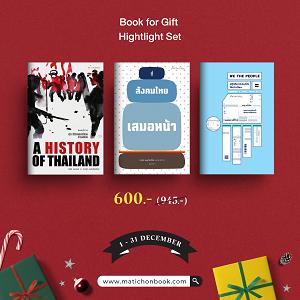 Book for Gift
Hightlight Set
A HISTORY
OF THAILAND
สังคมไทย
เสมอหน้า
WE THE PEOPLE
600.- (945.-)
1 - 31 DECEMBER
www.matichonbook.com